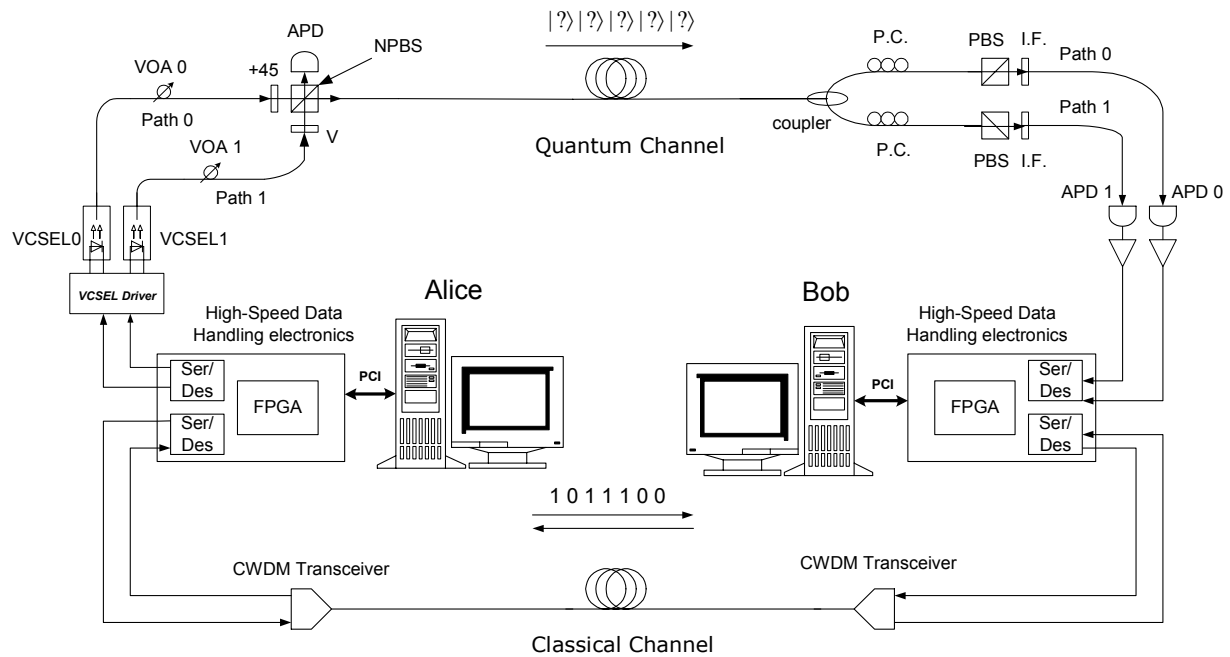 |?⟩|?⟩|?⟩|?⟩|?⟩
APD
NPBS
VOA 0
+45
Path 0
V
VOA 1
Path 1
Quantum Channel
coupler
P.C.
PBS
I.F.
Path 0
Path 1
P.C.
PBS
I.F.
APD 1
APD 0
VCSEL0
VCSEL1
VCSEL Driver
Alice
Bob
High-Speed Data
Handling electronics
Ser/
Des
FPGA
Ser/
Des
PCI
PCI
High-Speed Data
Handling electronics
Ser/
Des
FPGA
Ser/
Des
1 0 1 1 1 0 0
CWDM Transceiver
CWDM Transceiver
Classical Channel